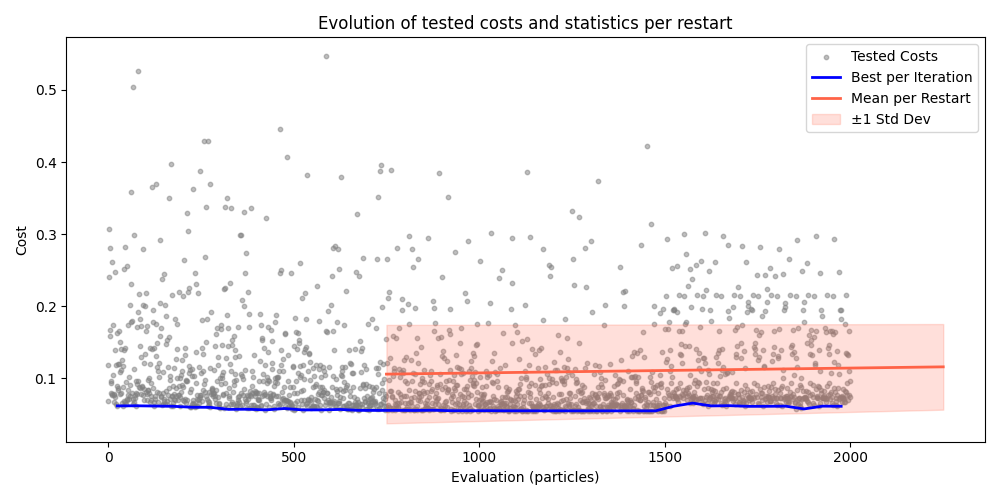 Evolution of tested costs and statistics per restart
Cost
0.5
0.4
0.3
0.2
0.1
Tested Costs
Best per Iteration
Mean per Restart
±1 Std Dev
0
500
1000
1500
2000
Evaluation (particles)